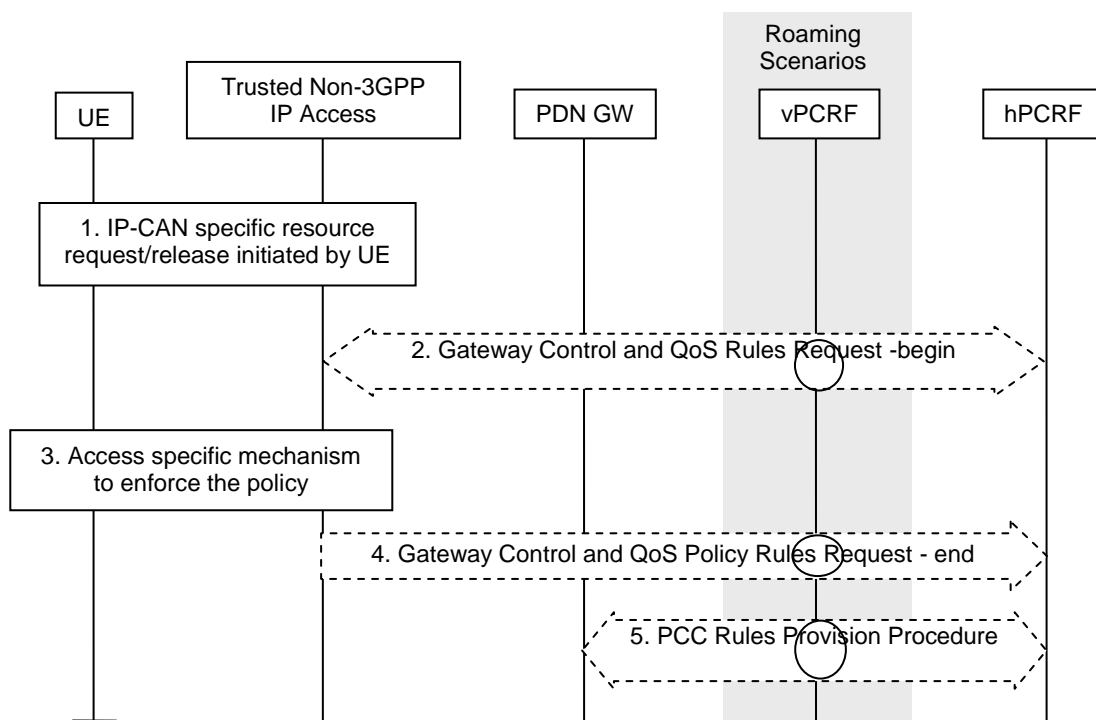 Roaming
Scenarios
UE
Trusted Non-3GPP
IP Access
PDN GW
vPCRF
hPCRF
1. IP-CAN specific resource
request/release initiated by UE
2. Gateway Control and QoS Rules Request -begin
3. Access specific mechanism
to enforce the policy
4. Gateway Control and QoS Policy Rules Request - end
5. PCC Rules Provision Procedure